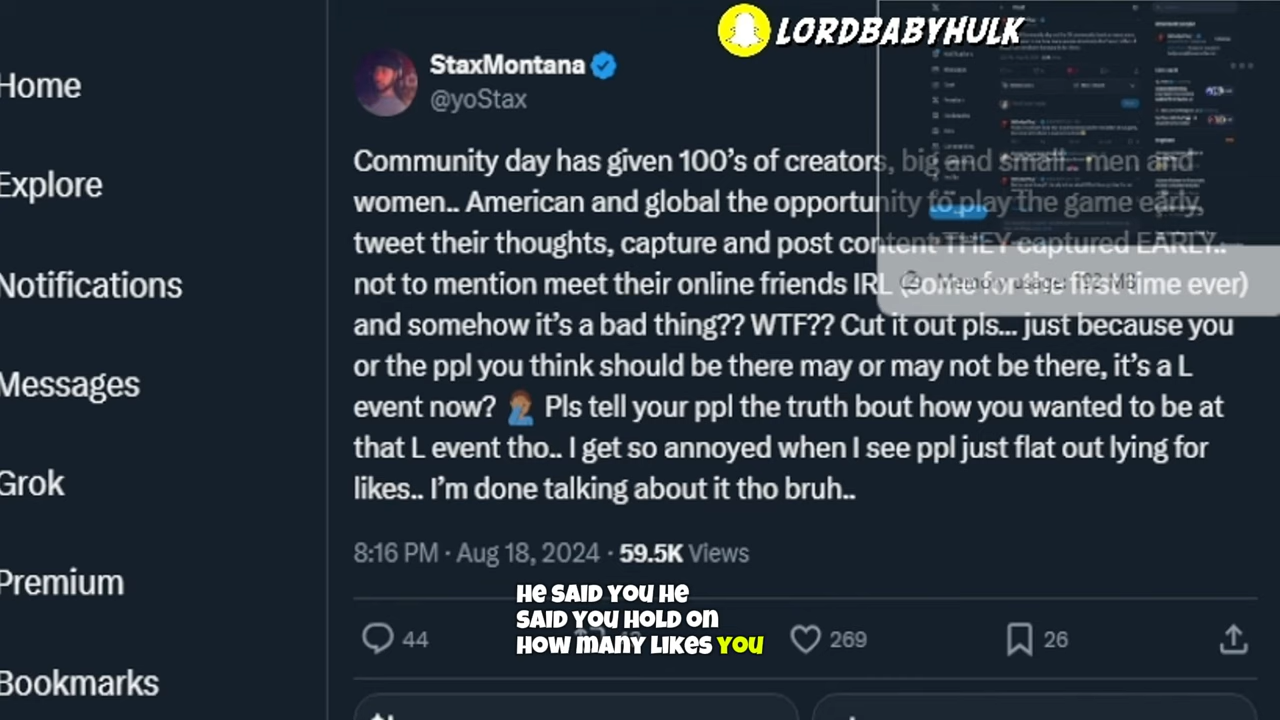 LORDBABYHULK
Home
Explore
Notifications
Messages
Grok
Premium
Bookmarks
StaxMontana
@yoStax
Community day has given 100’s of creators, big and small.. men and
women.. American and global the opportunity to play the game early,
tweet their thoughts, capture and post content THEY captured EARLY..
not to mention meet their online friends IRL (some for the first time ever)
and somehow it’s a bad thing?? WTF?? Cut it out pls... just because you
or the ppl you think should be there may or may not be there, it’s a L
event now? 🤦🏾‍♂️ Pls tell your ppl the truth bout how you wanted to be at
that L event tho.. I get so annoyed when I see ppl just flat out lying for
likes.. I’m done talking about it tho bruh..
Memory usage: 192 MB
8:16 PM · Aug 18, 2024 · 59.5K Views
HE SAID YOU HE
SAID YOU HOLD ON
HOW MANY LIKES YOU
44
269
26